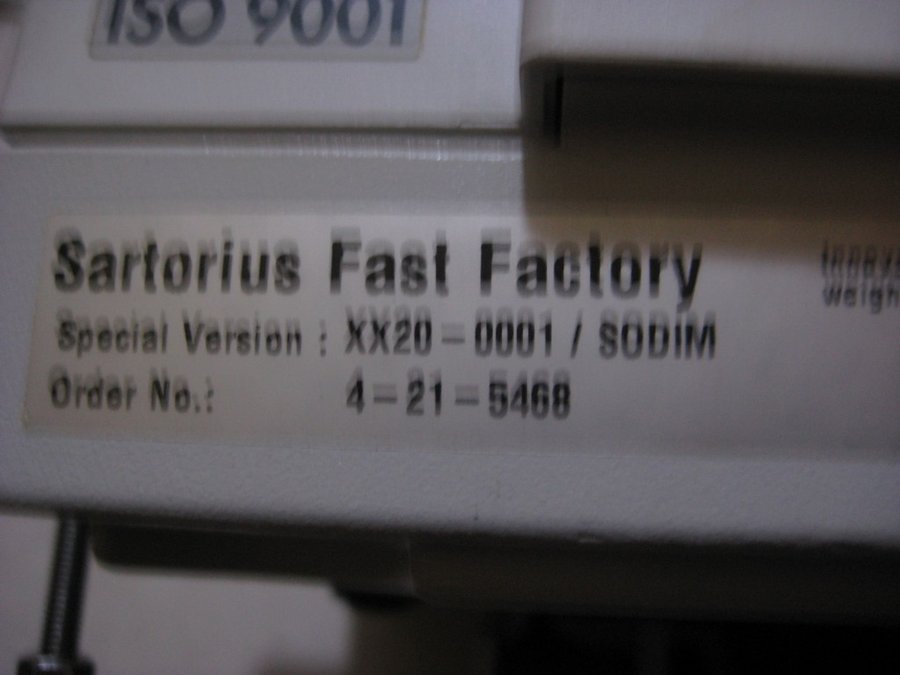 ISO 9001
Sartorius Fast Factory
Special Version : XX20-0001 / SODIM
Order No.: 4-21-5468